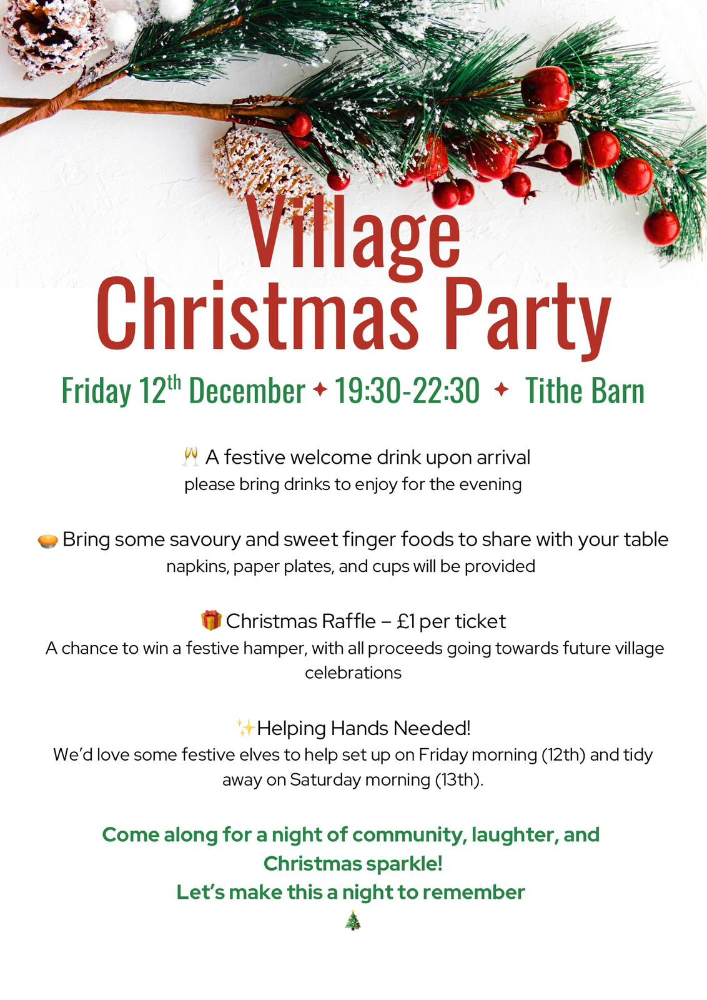 Village
Christmas Party
Friday 12th December ✦ 19:30-22:30 ✦ Tithe Barn
🥂 A festive welcome drink upon arrival
please bring drinks to enjoy for the evening
🥧 Bring some savoury and sweet finger foods to share with your table
napkins, paper plates, and cups will be provided
🎁 Christmas Raffle – £1 per ticket
A chance to win a festive hamper, with all proceeds going towards future village
celebrations
✨Helping Hands Needed!
We’d love some festive elves to help set up on Friday morning (12th) and tidy
away on Saturday morning (13th).
Come along for a night of community, laughter, and
Christmas sparkle!
Let’s make this a night to remember
🎄